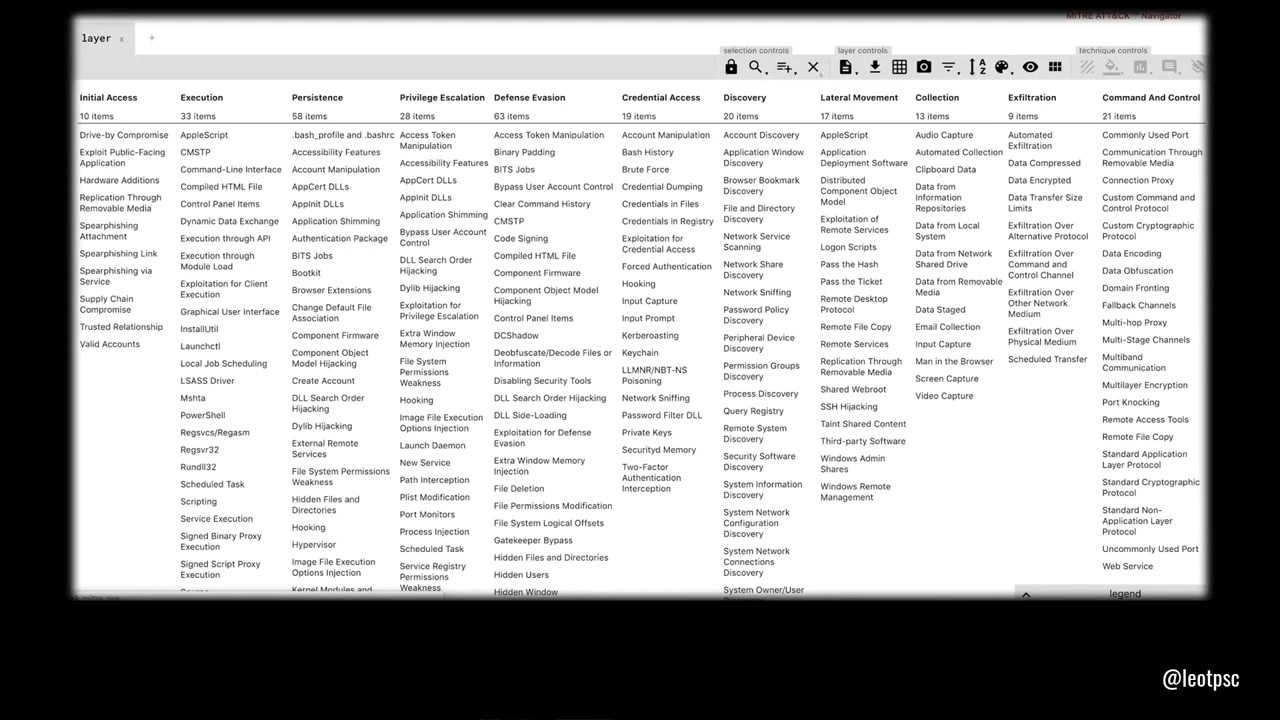 MITRE ATT&CK Navigator
layer x +
selection controls layer controls technique controls
Initial Access
10 items
Drive-by Compromise
Exploit Public-Facing
Application
Hardware Additions
Replication Through
Removable Media
Spearphishing
Attachment
Spearphishing Link
Spearphishing via
Service
Supply Chain
Compromise
Trusted Relationship
Valid Accounts
Execution
33 items
AppleScript
CMSTP
Command-Line Interface
Compiled HTML File
Control Panel Items
Dynamic Data Exchange
Execution through API
Execution through
Module Load
Exploitation for Client
Execution
Graphical User Interface
InstallUtil
Launchctl
Local Job Scheduling
LSASS Driver
Mshta
PowerShell
Regsvcs/Regasm
Regsvr32
Rundll32
Scheduled Task
Scripting
Service Execution
Signed Binary Proxy
Execution
Signed Script Proxy
Execution
Persistence
58 items
.bash_profile and .bashrc
Accessibility Features
Account Manipulation
AppCert DLLs
AppInit DLLs
Application Shimming
Authentication Package
BITS Jobs
Bootkit
Browser Extensions
Change Default File
Association
Component Firmware
Component Object
Model Hijacking
Create Account
DLL Search Order
Hijacking
Dylib Hijacking
External Remote
Services
File System Permissions
Weakness
Hidden Files and
Directories
Hooking
Hypervisor
Image File Execution
Options Injection
Kernel Modules and
Privilege Escalation
28 items
Access Token
Manipulation
Accessibility Features
AppCert DLLs
AppInit DLLs
Application Shimming
Bypass User Account
Control
DLL Search Order
Hijacking
Dylib Hijacking
Exploitation for
Privilege Escalation
Extra Window
Memory Injection
File System
Permissions
Weakness
Hooking
Image File Execution
Options Injection
Launch Daemon
New Service
Path Interception
Plist Modification
Port Monitors
Process Injection
Scheduled Task
Service Registry
Permissions
Weakness
Defense Evasion
63 items
Access Token Manipulation
Binary Padding
BITS Jobs
Bypass User Account Control
Clear Command History
CMSTP
Code Signing
Compiled HTML File
Component Firmware
Component Object Model
Hijacking
Control Panel Items
DCShadow
Deobfuscate/Decode Files or
Information
Disabling Security Tools
DLL Search Order Hijacking
DLL Side-Loading
Exploitation for Defense
Evasion
Extra Window Memory
Injection
File Deletion
File Permissions Modification
File System Logical Offsets
Gatekeeper Bypass
Hidden Files and Directories
Hidden Users
Hidden Window
Credential Access
19 items
Account Manipulation
Bash History
Brute Force
Credential Dumping
Credentials in Files
Credentials in Registry
Exploitation for
Credential Access
Forced Authentication
Hooking
Input Capture
Input Prompt
Kerberoasting
Keychain
LLMNR/NBT-NS
Poisoning
Network Sniffing
Password Filter DLL
Private Keys
Securityd Memory
Two-Factor
Authentication
Interception
Discovery
20 items
Account Discovery
Application Window
Discovery
Browser Bookmark
Discovery
File and Directory
Discovery
Network Service
Scanning
Network Share
Discovery
Network Sniffing
Password Policy
Discovery
Peripheral Device
Discovery
Permission Groups
Discovery
Process Discovery
Query Registry
Remote System
Discovery
Security Software
Discovery
System Information
Discovery
System Network
Configuration
Discovery
System Network
Connections
Discovery
System Owner/User
Lateral Movement
17 items
AppleScript
Application
Deployment Software
Distributed
Component Object
Model
Exploitation of
Remote Services
Logon Scripts
Pass the Hash
Pass the Ticket
Remote Desktop
Protocol
Remote File Copy
Remote Services
Replication Through
Removable Media
Shared Webroot
SSH Hijacking
Taint Shared Content
Third-party Software
Windows Admin
Shares
Windows Remote
Management
Collection
13 items
Audio Capture
Automated Collection
Clipboard Data
Data from
Information
Repositories
Data from Local
System
Data from Network
Shared Drive
Data from Removable
Media
Data Staged
Email Collection
Input Capture
Man in the Browser
Screen Capture
Video Capture
Exfiltration
9 items
Automated
Exfiltration
Data Compressed
Data Encrypted
Data Transfer Size
Limits
Exfiltration Over
Alternative Protocol
Exfiltration Over
Command and
Control Channel
Exfiltration Over
Other Network
Medium
Exfiltration Over
Physical Medium
Scheduled Transfer
Command And Control
21 items
Commonly Used Port
Communication Through
Removable Media
Connection Proxy
Custom Command and
Control Protocol
Custom Cryptographic
Protocol
Data Encoding
Data Obfuscation
Domain Fronting
Fallback Channels
Multi-hop Proxy
Multi-Stage Channels
Multiband
Communication
Multilayer Encryption
Port Knocking
Remote Access Tools
Remote File Copy
Standard Application
Layer Protocol
Standard Cryptographic
Protocol
Standard Non-
Application Layer
Protocol
Uncommonly Used Port
Web Service
legend
@leotpsc